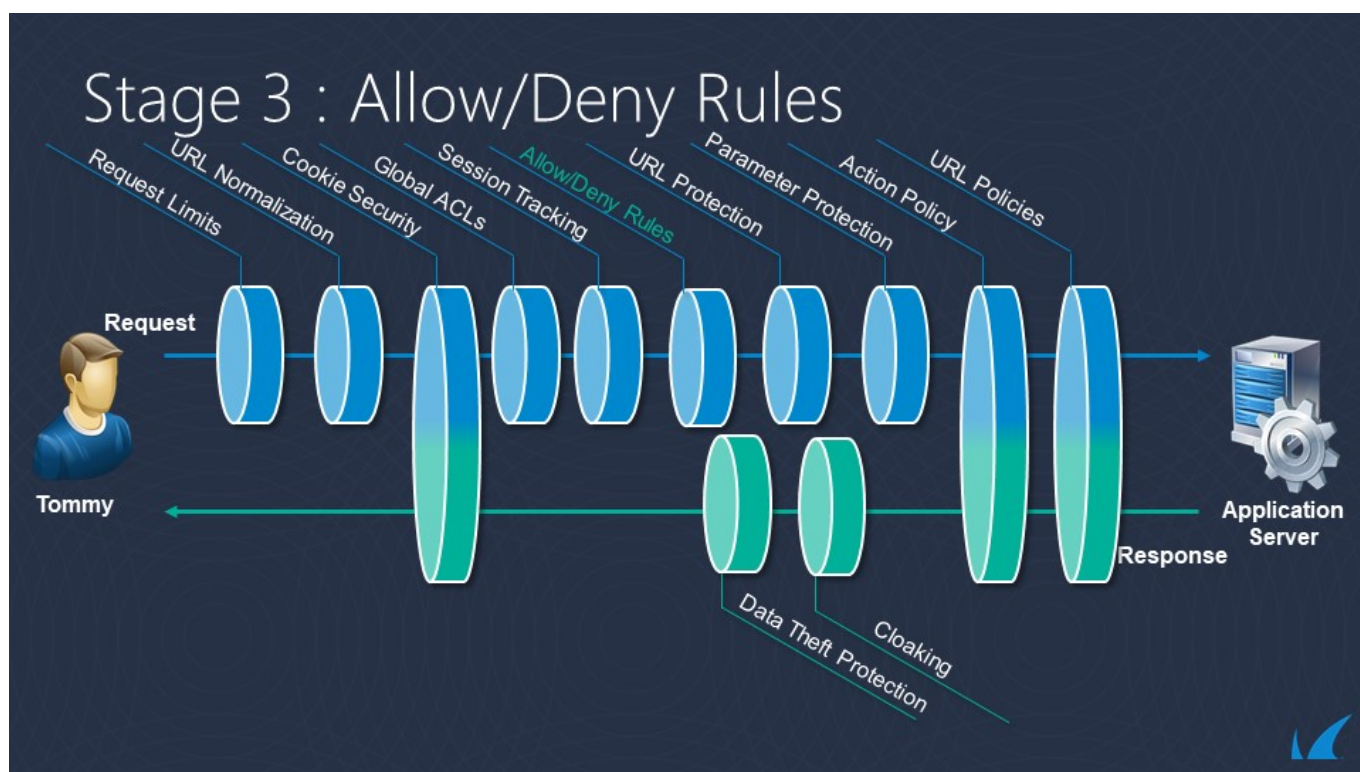 Stage 3 : Allow/Deny Rules
Request Limits
URL Normalization
Cookie Security
Global ACLs
Session Tracking
Allow/Deny Rules
URL Protection
Parameter Protection
Action Policy
URL Policies
Request
Tommy
Application
Server
Response
Data Theft Protection
Cloaking